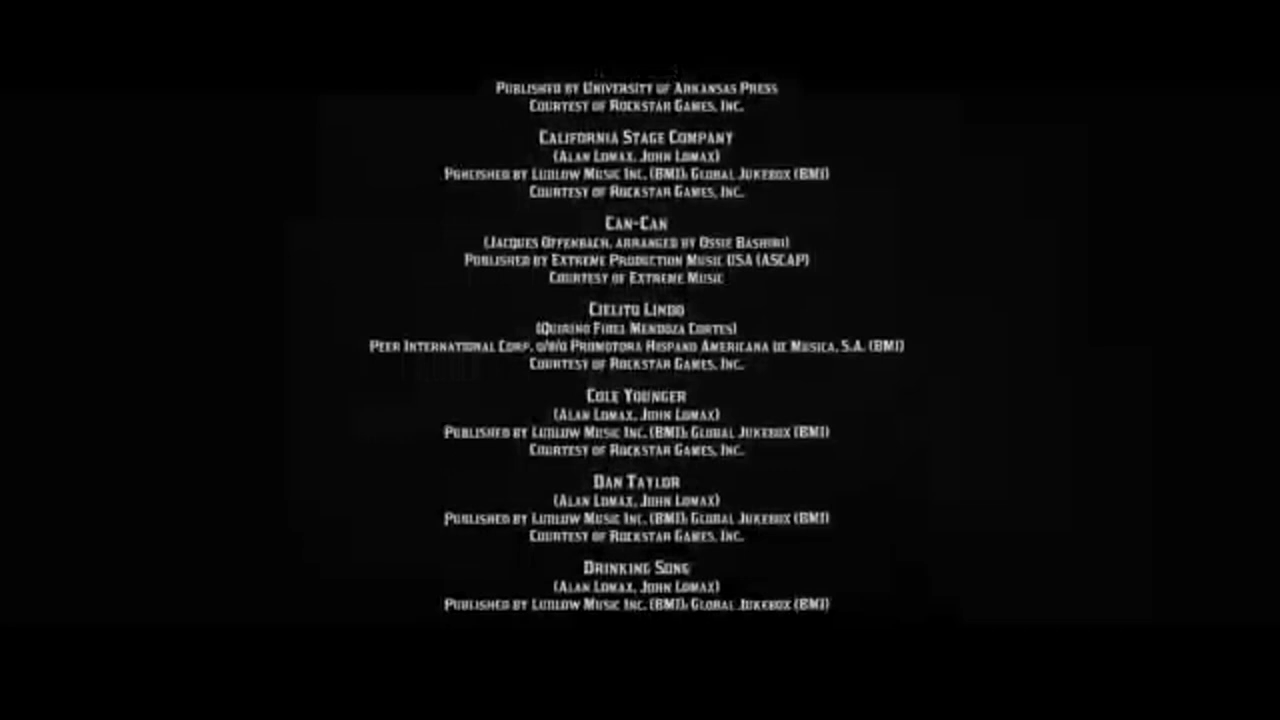 Published by University of Arkansas Press
Courtesy of Rockstar Games, Inc.
California Stage Company
(Alan Lomax, John Lomax)
Published by Ludlow Music Inc. (BMI), Global Jukebox (BMI)
Courtesy of Rockstar Games, Inc.
Can-Can
(Jacques Offenbach, arranged by Ossie Bashiri)
Published by Extreme Production Music USA (ASCAP)
Courtesy of Extreme Music
Cielito Lindo
(Quirino Fidel Mendoza Cortes)
Peer International Corp. o/b/o Promotora Hispano Americana de Musica, S.A. (BMI)
Courtesy of Rockstar Games, Inc.
Cole Younger
(Alan Lomax, John Lomax)
Published by Ludlow Music Inc. (BMI), Global Jukebox (BMI)
Courtesy of Rockstar Games, Inc.
Dan Taylor
(Alan Lomax, John Lomax)
Published by Ludlow Music Inc. (BMI), Global Jukebox (BMI)
Courtesy of Rockstar Games, Inc.
Drinking Song
(Alan Lomax, John Lomax)
Published by Ludlow Music Inc. (BMI), Global Jukebox (BMI)